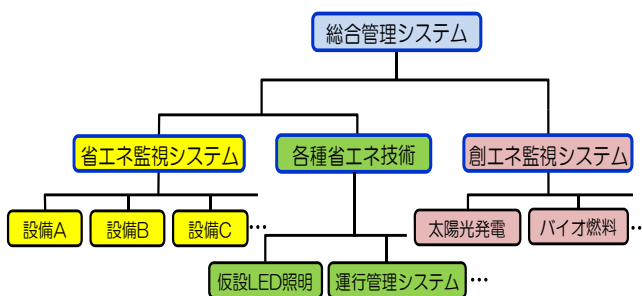 総合管理システム
省エネ監視システム
各種省エネ技術
創エネ監視システム
設備A
設備B
設備C
…
太陽光発電
バイオ燃料
…
仮設LED照明
運行管理システム
…